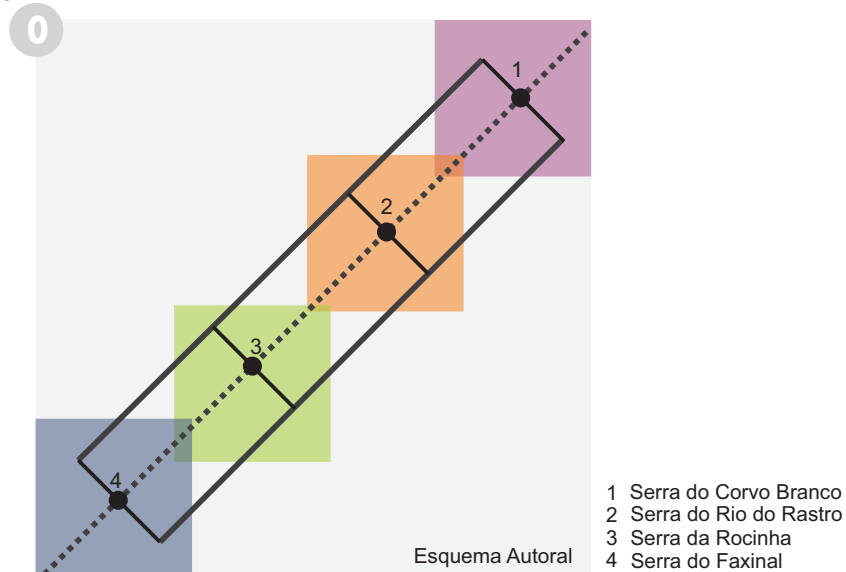 0
1
2
3
4
Esquema Autoral
1 Serra do Corvo Branco
2 Serra do Rio do Rastro
3 Serra da Rocinha
4 Serra do Faxinal